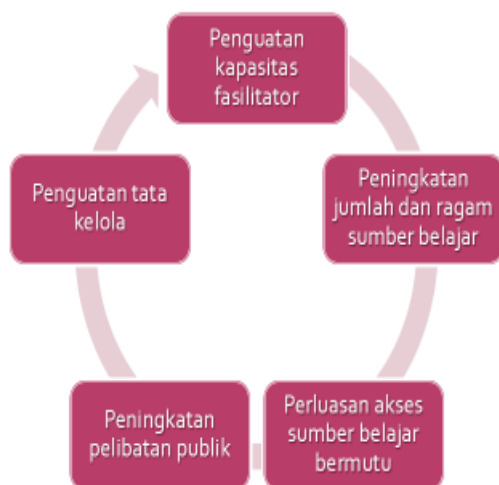 Penguatan
kapasitas
fasilitator
Peningkatan
jumlah dan ragam
sumber belajar
Perluasan akses
sumber belajar
bermutu
Peningkatan
pelibatan publik
Penguatan tata
kelola